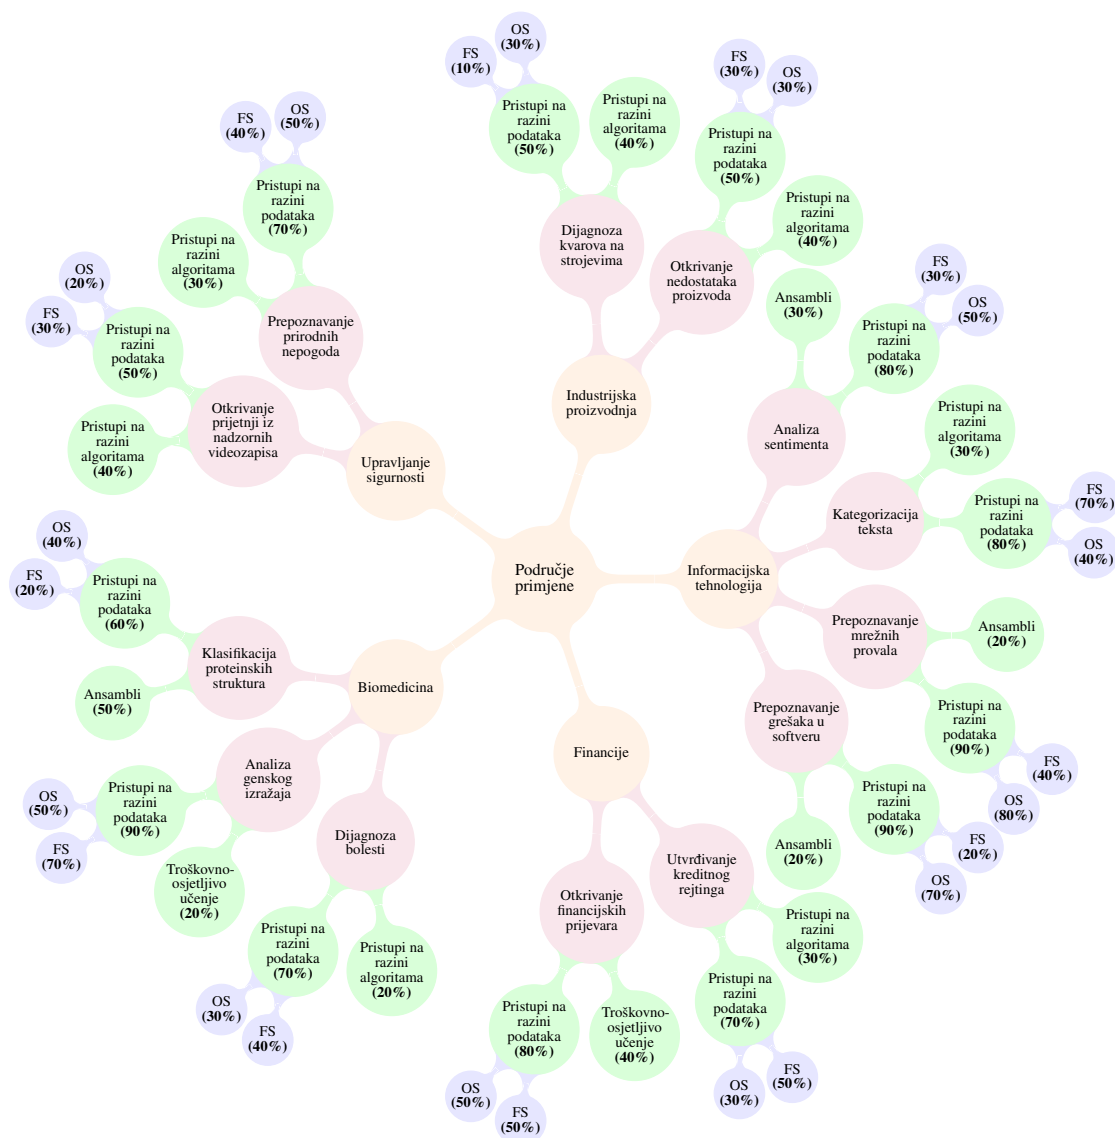 Područje
primjene
Informacijska
tehnologija
Analiza
sentimenta
Ansambli
(30%)
Pristupi na
razini
podataka
(80%)
FS
(30%)
OS
(50%)
Kategorizacija
teksta
Pristupi na
razini
algoritama
(30%)
Pristupi na
razini
podataka
(80%)
FS
(70%)
OS
(40%)
Prepoznavanje
mrežnih
provala
Ansambli
(20%)
Pristupi na
razini
podataka
(90%)
FS
(40%)
OS
(80%)
Prepoznavanje
grešaka u
softveru
Pristupi na
razini
podataka
(90%)
FS
(20%)
OS
(70%)
Ansambli
(20%)
Industrijska
proizvodnja
Dijagnoza
kvarova na
strojevima
Pristupi na
razini
podataka
(50%)
FS
(10%)
OS
(30%)
Pristupi na
razini
algoritama
(40%)
Otkrivanje
nedostataka
proizvoda
Pristupi na
razini
podataka
(50%)
FS
(30%)
OS
(30%)
Pristupi na
razini
algoritama
(40%)
Upravljanje
sigurnosti
Prepoznavanje
prirodnih
nepogoda
Pristupi na
razini
algoritama
(30%)
Pristupi na
razini
podataka
(70%)
FS
(40%)
OS
(50%)
Otkrivanje
prijetnji iz
nadzornih
videozapisa
Pristupi na
razini
podataka
(50%)
OS
(20%)
FS
(30%)
Pristupi na
razini
algoritama
(40%)
Biomedicina
Klasifikacija
proteinskih
struktura
Pristupi na
razini
podataka
(60%)
OS
(40%)
FS
(20%)
Ansambli
(50%)
Analiza
genskog
izražaja
Pristupi na
razini
podataka
(90%)
OS
(50%)
FS
(70%)
Troškovno-
osjetljivo
učenje
(20%)
Dijagnoza
bolesti
Pristupi na
razini
podataka
(70%)
OS
(30%)
FS
(40%)
Pristupi na
razini
algoritama
(20%)
Financije
Otkrivanje
financijskih
prijevara
Pristupi na
razini
podataka
(80%)
OS
(50%)
FS
(50%)
Troškovno-
osjetljivo
učenje
(40%)
Utvrđivanje
kreditnog
rejtinga
Pristupi na
razini
podataka
(70%)
OS
(30%)
FS
(50%)
Pristupi na
razini
algoritama
(30%)